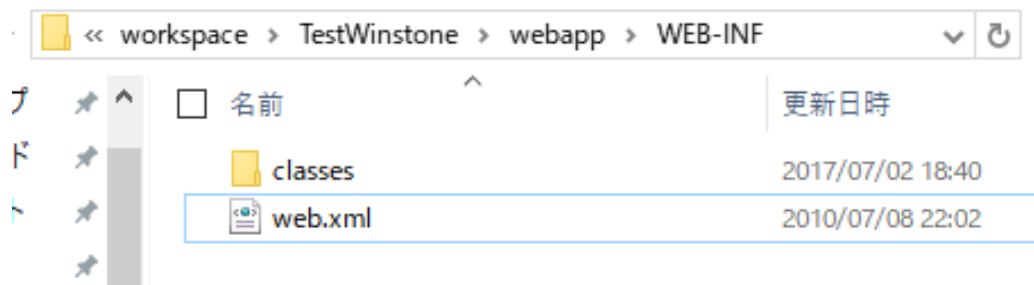 « workspace > TestWinstone > webapp > WEB-INF
プ
名前 更新日時
ド
classes 2017/07/02 18:40
ト
web.xml 2010/07/08 22:02